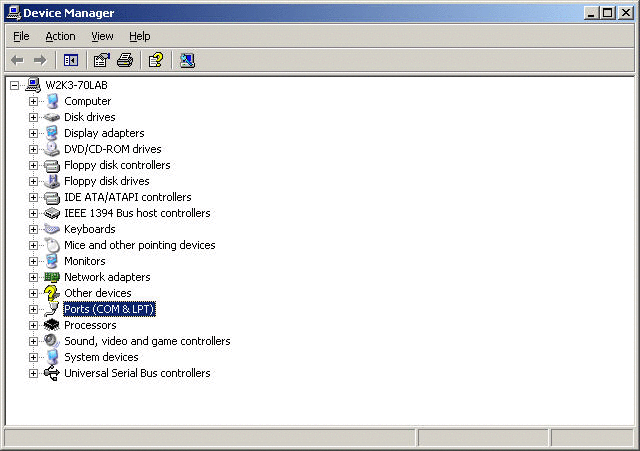 Device Manager
File Action View Help
W2K3-70LAB
Computer
Disk drives
Display adapters
DVD/CD-ROM drives
Floppy disk controllers
Floppy disk drives
IDE ATA/ATAPI controllers
IEEE 1394 Bus host controllers
Keyboards
Mice and other pointing devices
Monitors
Network adapters
Other devices
Ports (COM & LPT)
Processors
Sound, video and game controllers
System devices
Universal Serial Bus controllers